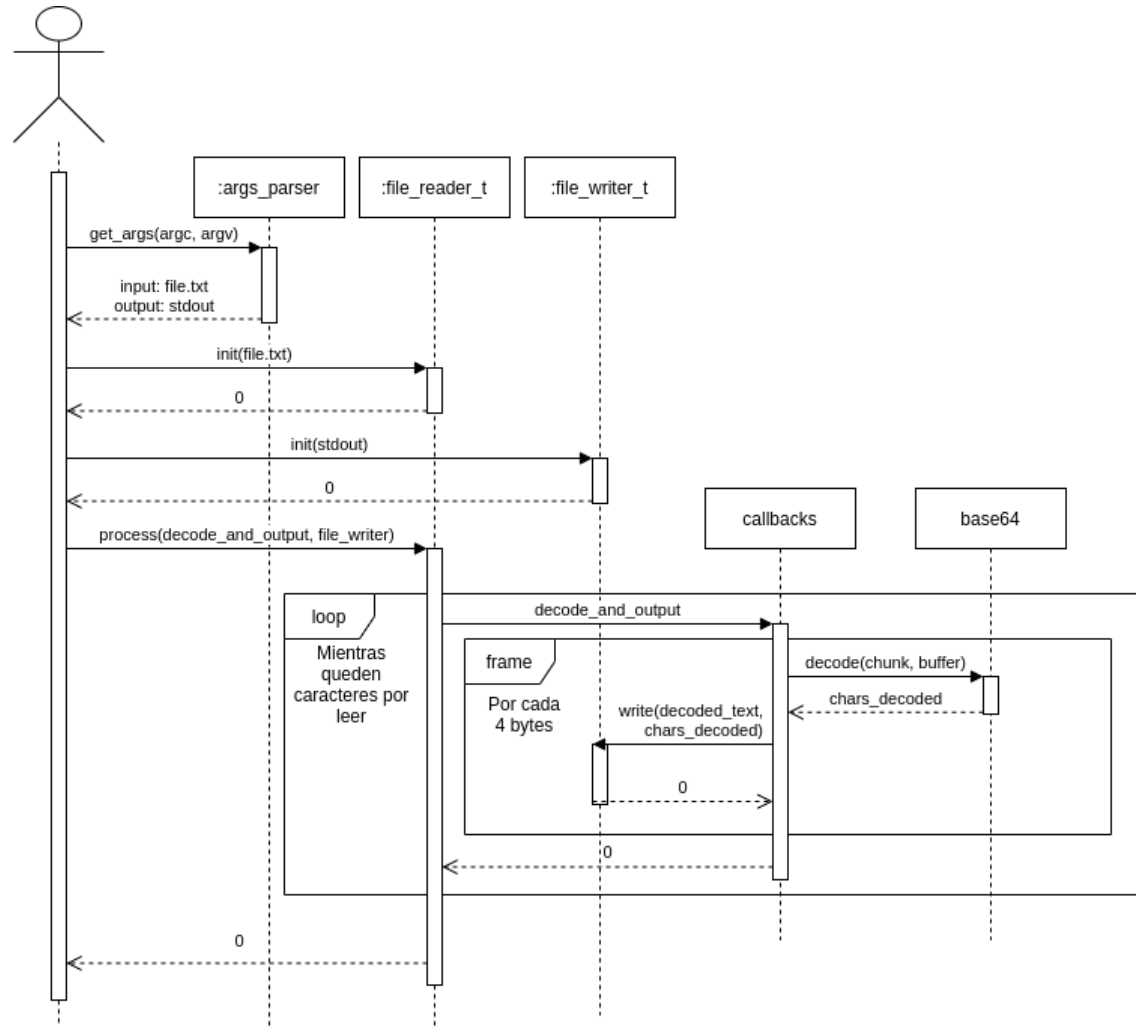 :args_parser
:file_reader_t
:file_writer_t
get_args(argc, argv)
input: file.txt
output: stdout
init(file.txt)
0
init(stdout)
0
callbacks
base64
process(decode_and_output, file_writer)
loop
Mientras
queden
caracteres por
leer
decode_and_output
frame
Por cada
4 bytes
decode(chunk, buffer)
chars_decoded
write(decoded_text,
chars_decoded)
0
0
0